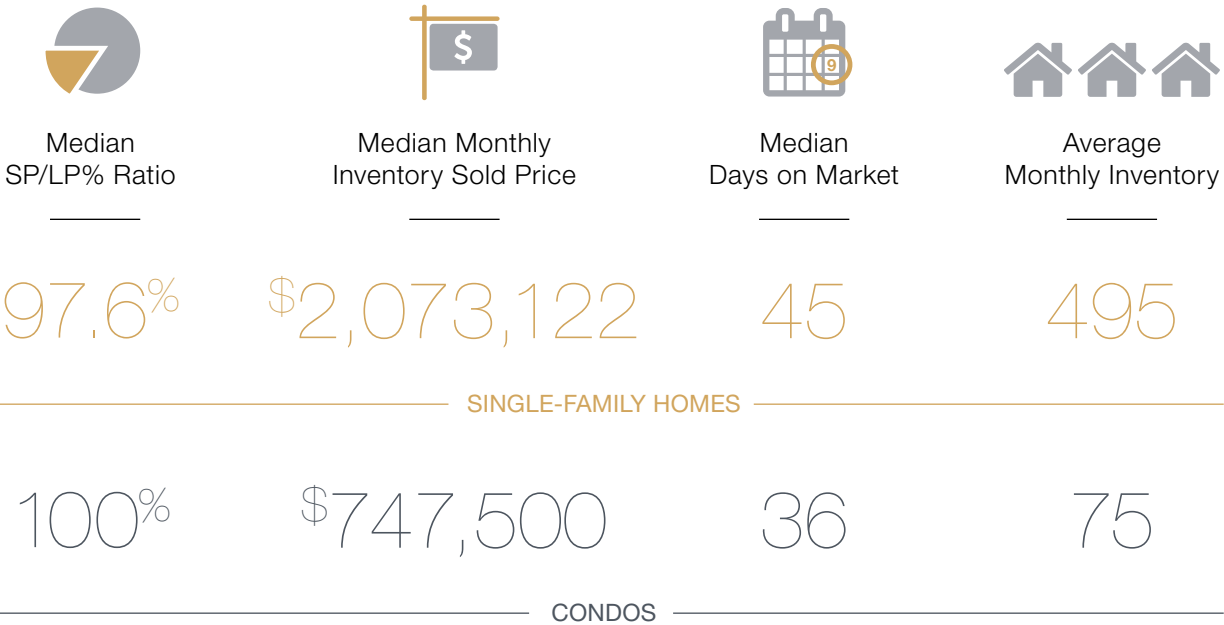 $
9
Median
SP/LP% Ratio
Median Monthly
Inventory Sold Price
Median
Days on Market
Average
Monthly Inventory
97.6%
$2,073,122
45
495
SINGLE-FAMILY HOMES
100%
$747,500
36
75
CONDOS